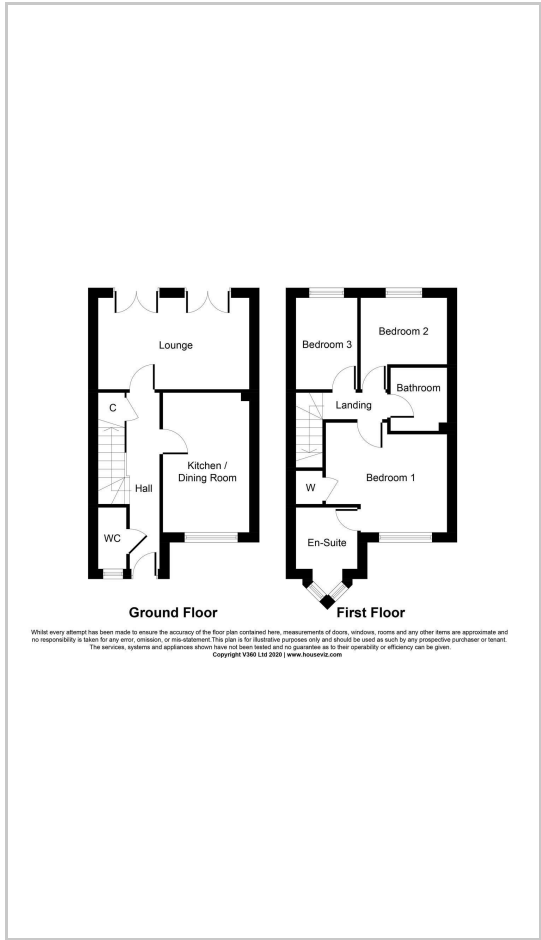 Lounge
C
Kitchen /
Dining Room
Hall
WC
Bedroom 3
Bedroom 2
Bathroom
Landing
Bedroom 1
W
En-Suite
Ground Floor
First Floor
Whilst every attempt has been made to ensure the accuracy of the floor plan contained here, measurements of doors, windows, rooms and any other items are approximate and
no responsibility is taken for any error, omission, or mis-statement.This plan is for illustrative purposes only and should be used as such by any prospective purchaser or tenant.
The services, systems and appliances shown have not been tested and no guarantee as to their operability or efficiency can be given.
Copyright V360 Ltd 2020 | www.houseviz.com